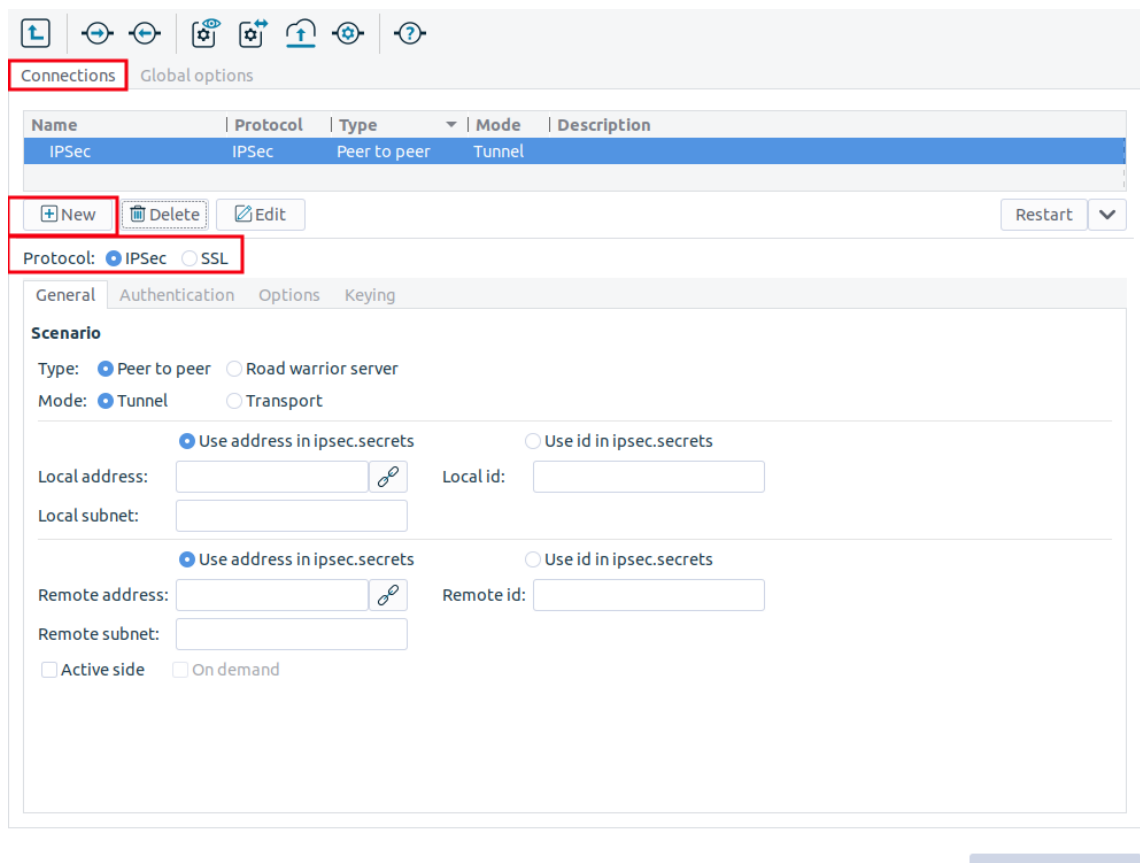 Connections Global options
Name Protocol Type Mode Description
IPSec IPSec Peer to peer Tunnel
New Delete Edit Restart
Protocol: IPSec SSL
General Authentication Options Keying
Scenario
Type: Peer to peer Road warrior server
Mode: Tunnel Transport
Use address in ipsec.secrets Use id in ipsec.secrets
Local address: Local id:
Local subnet:
Use address in ipsec.secrets Use id in ipsec.secrets
Remote address: Remote id:
Remote subnet:
Active side On demand